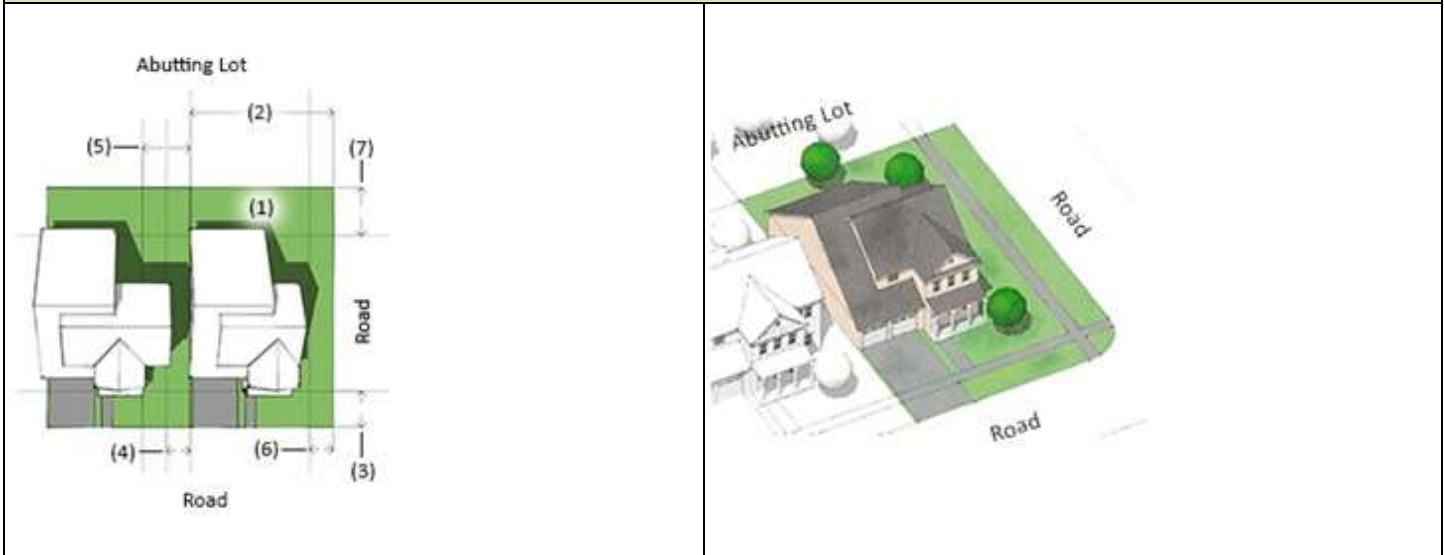 Abutting Lot
(2)
(5)
(7)
(1)
Road
(4)
(6)
(3)
Road
Abutting Lot
Road
Road